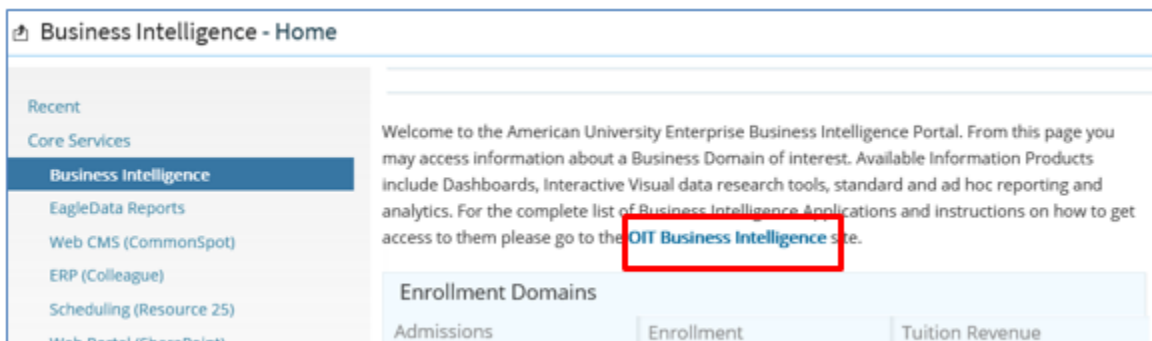 Business Intelligence - Home
Recent
Core Services
Business Intelligence
EagleData Reports
Web CMS (CommonSpot)
ERP (Colleague)
Scheduling (Resource 25)
Web Portal (SharePoint)
Welcome to the American University Enterprise Business Intelligence Portal. From this page you
may access information about a Business Domain of interest. Available Information Products
include Dashboards, Interactive Visual data research tools, standard and ad hoc reporting and
analytics. For the complete list of Business Intelligence Applications and instructions on how to get
access to them please go to the OIT Business Intelligence site.
Enrollment Domains
Admissions
Enrollment
Tuition Revenue